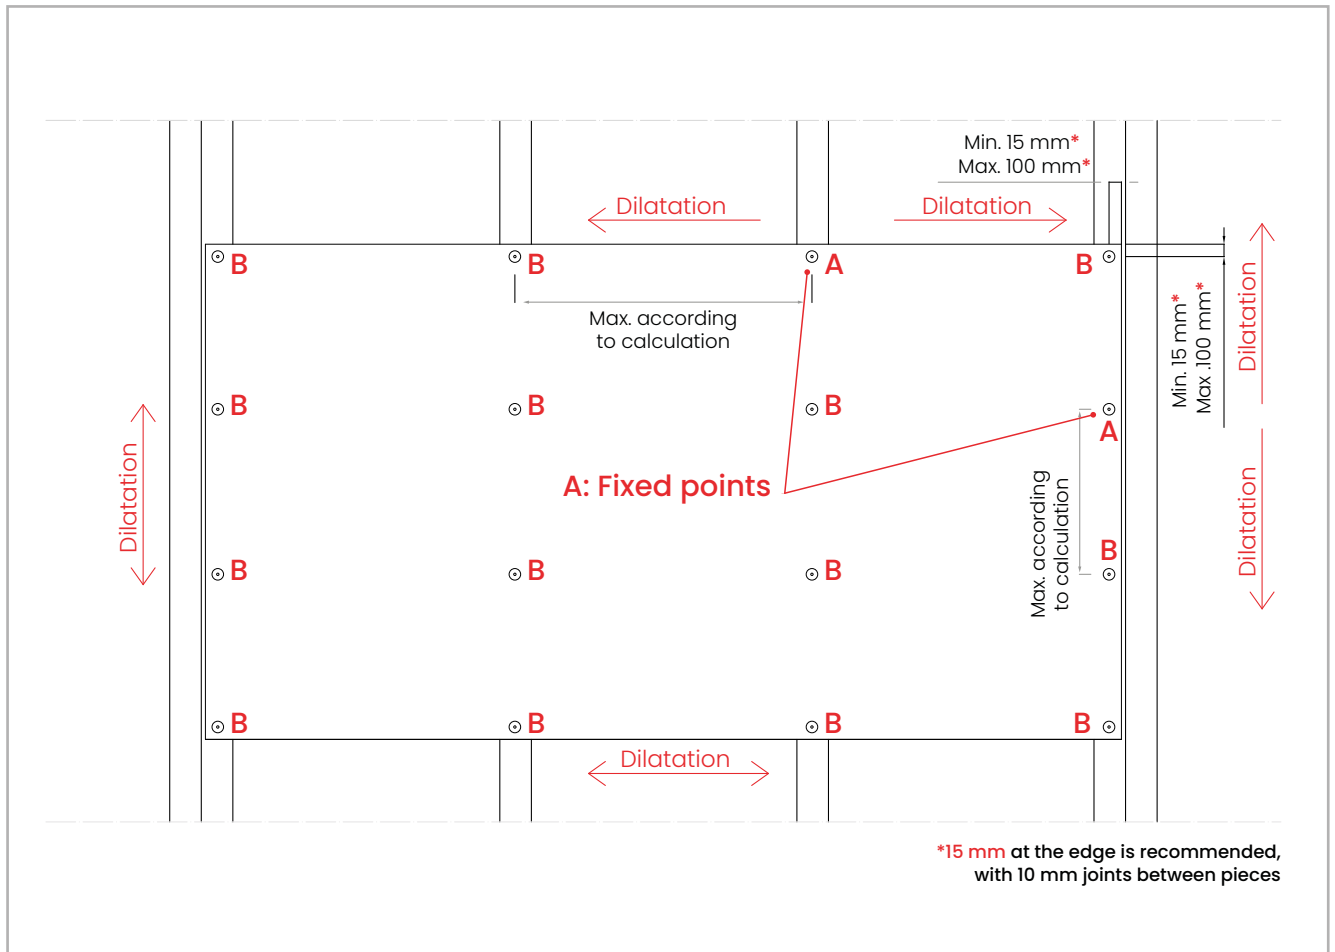 Min. 15 mm*
Max. 100 mm*
Dilatation
Dilatation
B
B
A
B
Max. according
to calculation
Min. 15 mm*
Max .100 mm*
Dilatation
B
B
B
A
Dilatation
A: Fixed points
Max. according
to calculation
Dilatation
B
B
B
B
B
B
B
B
Dilatation
*15 mm at the edge is recommended,
with 10 mm joints between pieces